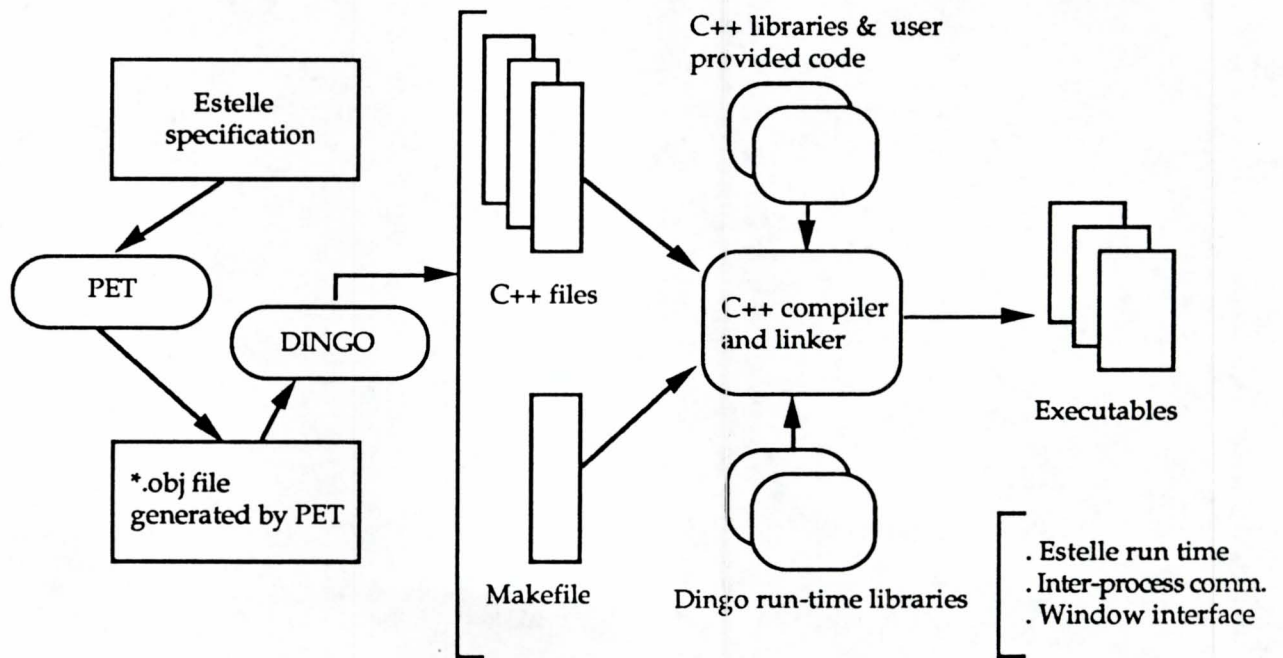 Estelle
specification
PET
DINGO
*.obj file
generated by PET
C++ files
Makefile
C++ libraries & user
provided code
C++ compiler
and linker
Dingo run-time libraries
Executables
. Estelle run time
. Inter-process comm.
. Window interface